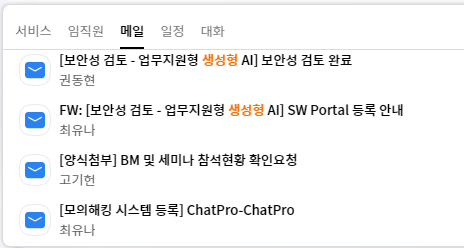 서비스 임직원 메일 일정 대화
[보안성 검토 - 업무지원형 생성형 AI] 보안성 검토 완료
권동현
FW: [보안성 검토 - 업무지원형 생성형 AI] SW Portal 등록 안내
최유나
[양식첨부] BM 및 세미나 참석현황 확인요청
고기헌
[모의해킹 시스템 등록] ChatPro-ChatPro
최유나